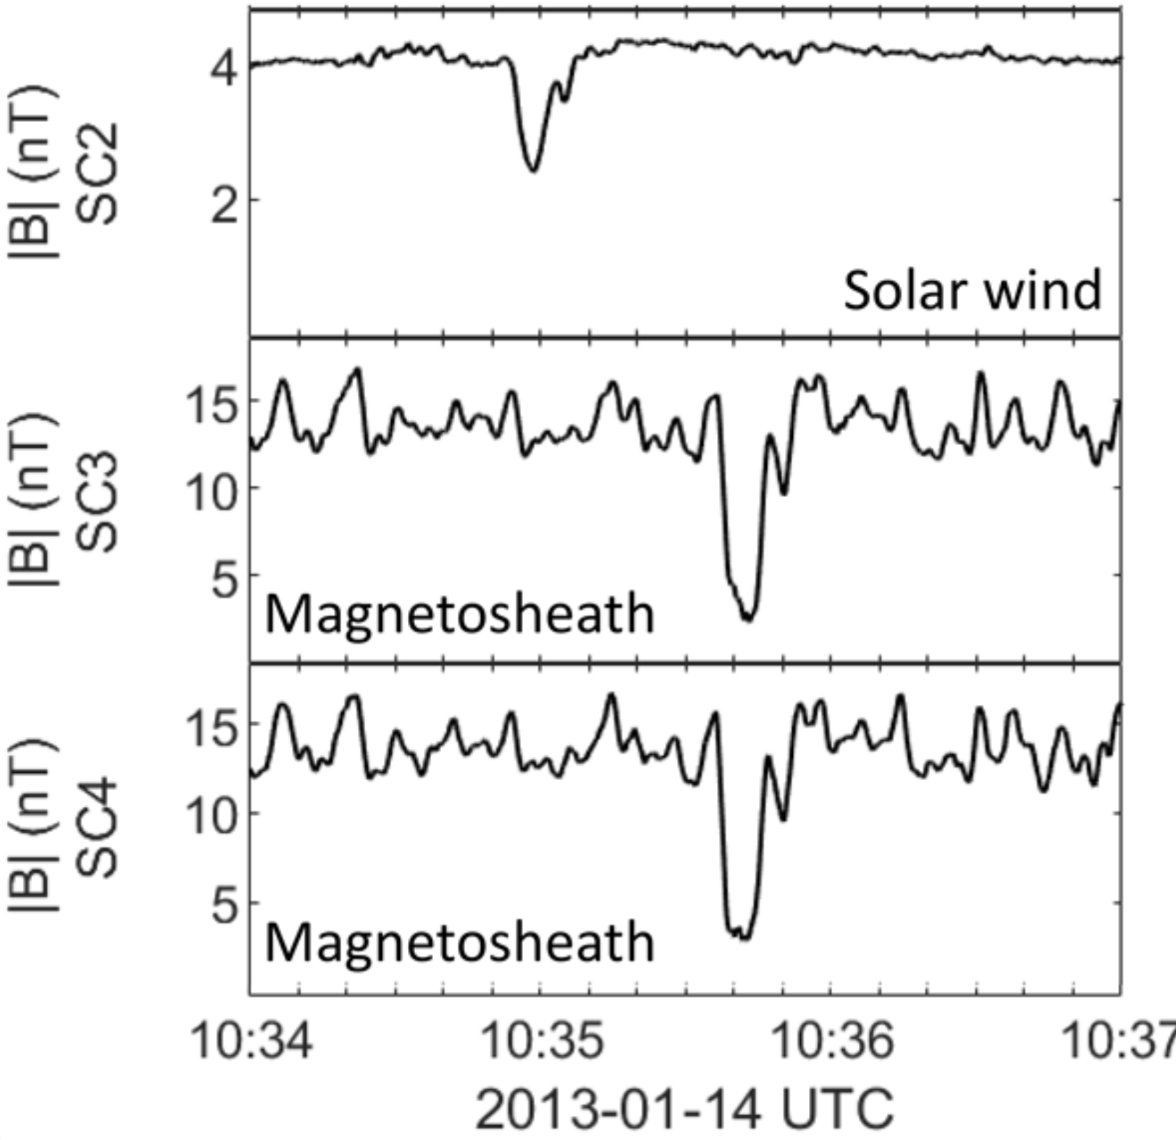 |B| (nT)
SC2
4
2
Solar wind
|B| (nT)
SC3
15
10
5
Magnetosheath
|B| (nT)
SC4
15
10
5
Magnetosheath
10:34 10:35 10:36 10:37
2013-01-14 UTC